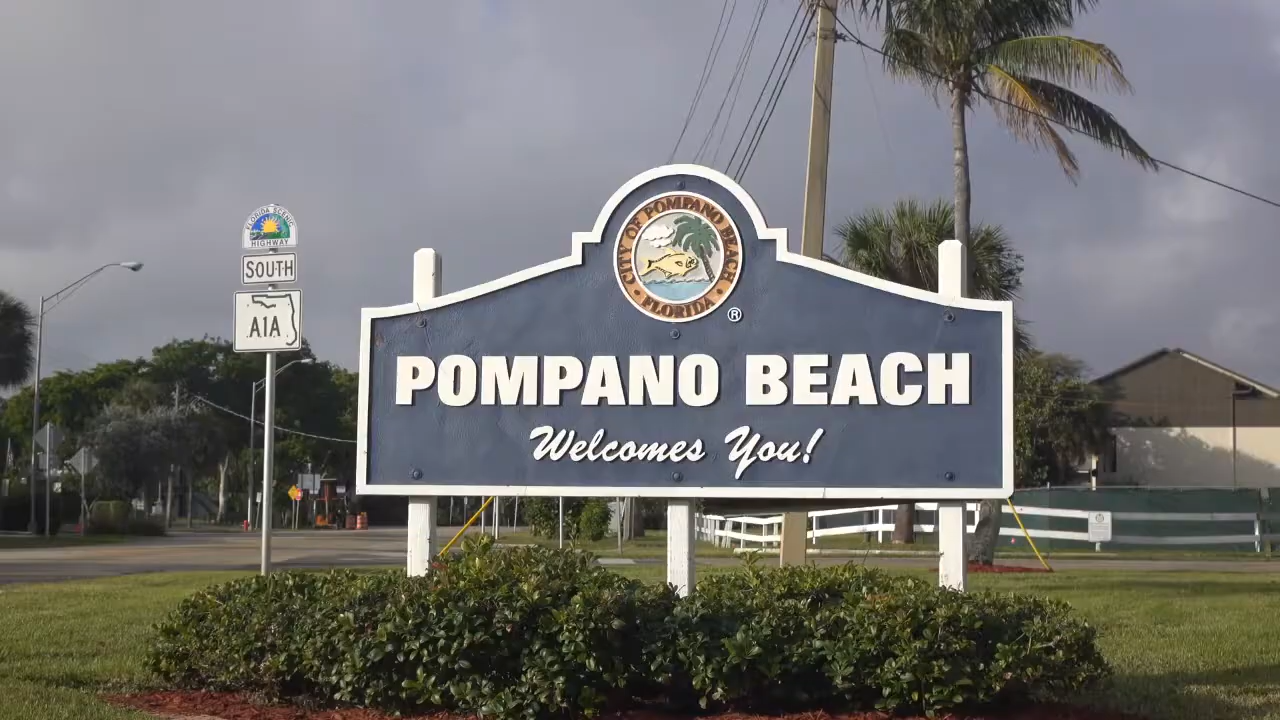 FLORIDA SCENIC
HIGHWAY
SOUTH
A1A
CITY OF POMPANO BEACH
FLORIDA
®
POMPANO BEACH
Welcomes You!